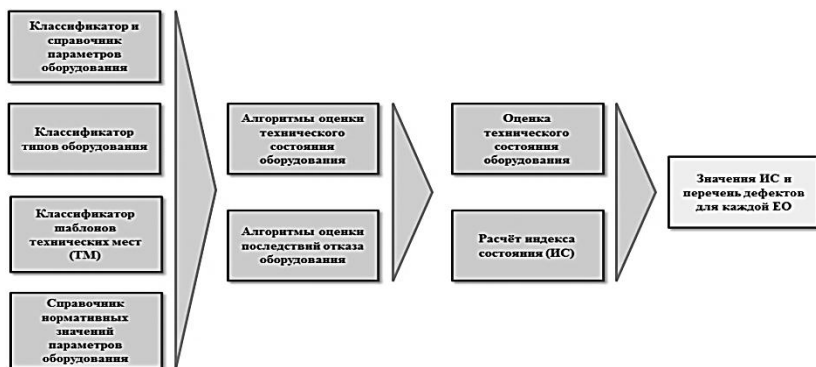 Классификатор и
справочник
параметров
оборудования
Классификатор
типов оборудования
Классификатор
шаблонов
технических мест
(ТМ)
Справочник
нормативных
значений
параметров
оборудования
Алгоритмы оценки
технического
состояния
оборудования
Алгоритмы оценки
последствий отказа
оборудования
Оценка
технического
состояния
оборудования
Расчёт индекса
состояния (ИС)
Значения ИС и
перечень дефектов
для каждой ЕО